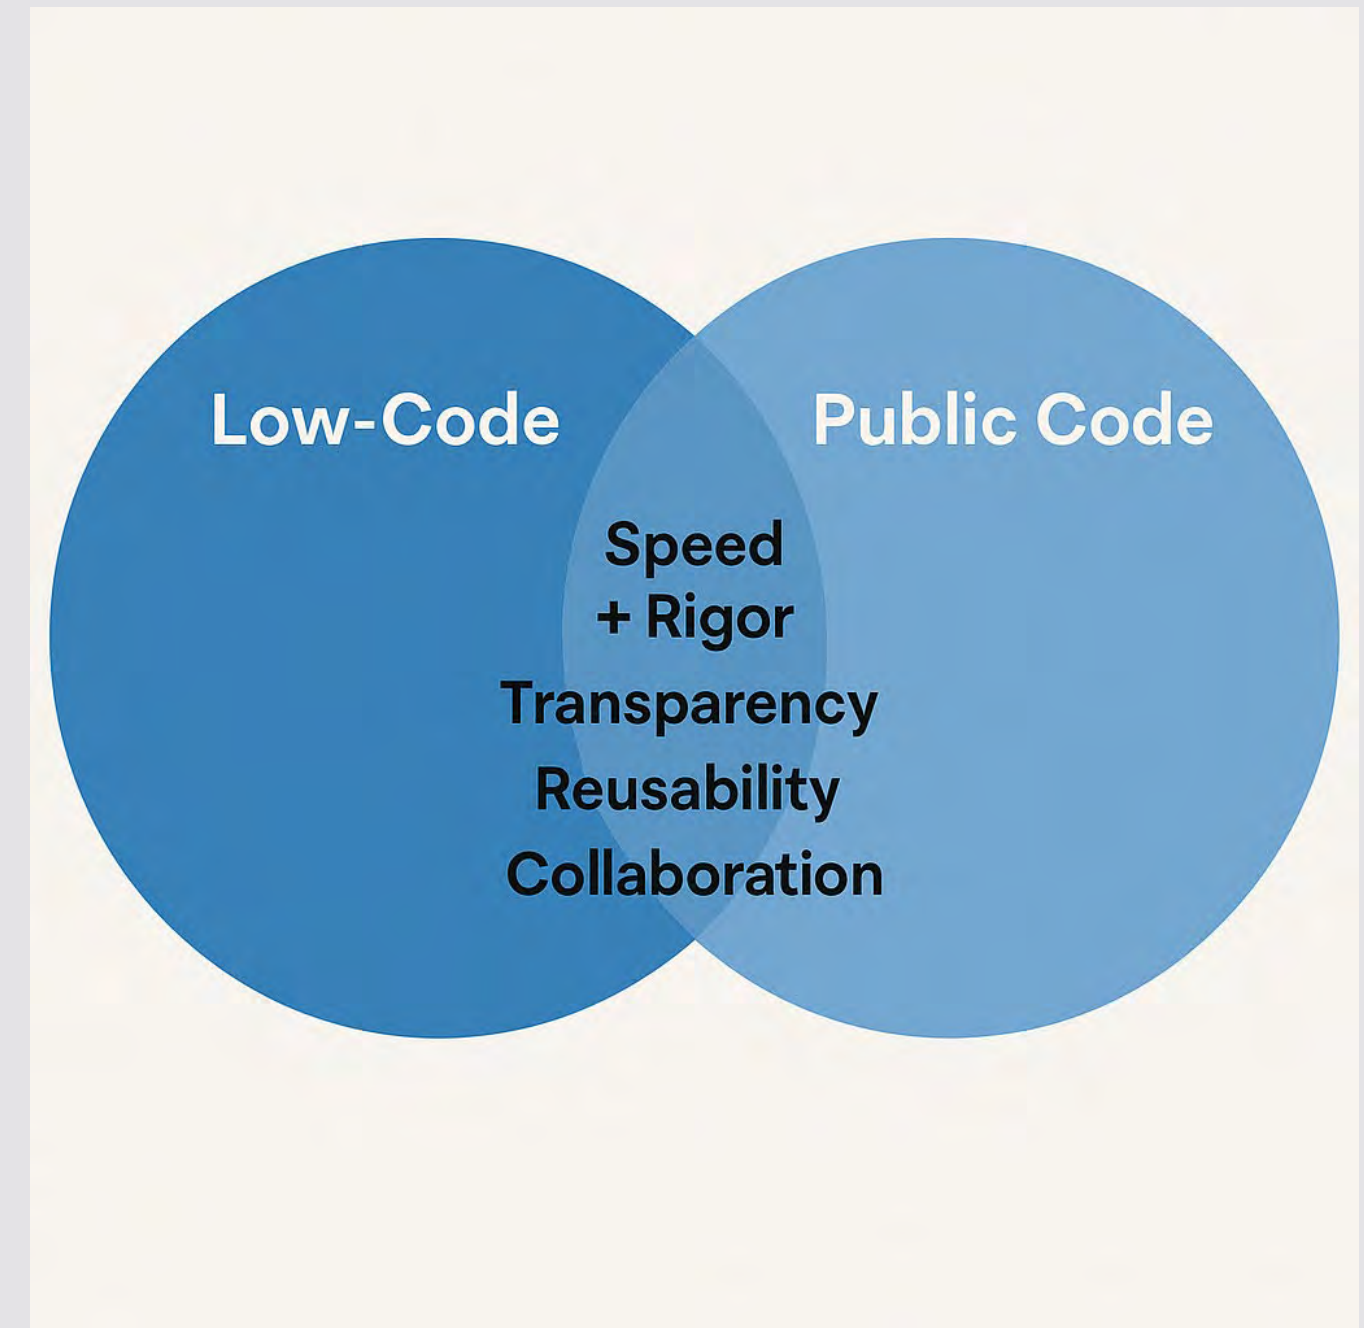 Low-Code
Public Code
Speed
+ Rigor
Transparency
Reusability
Collaboration